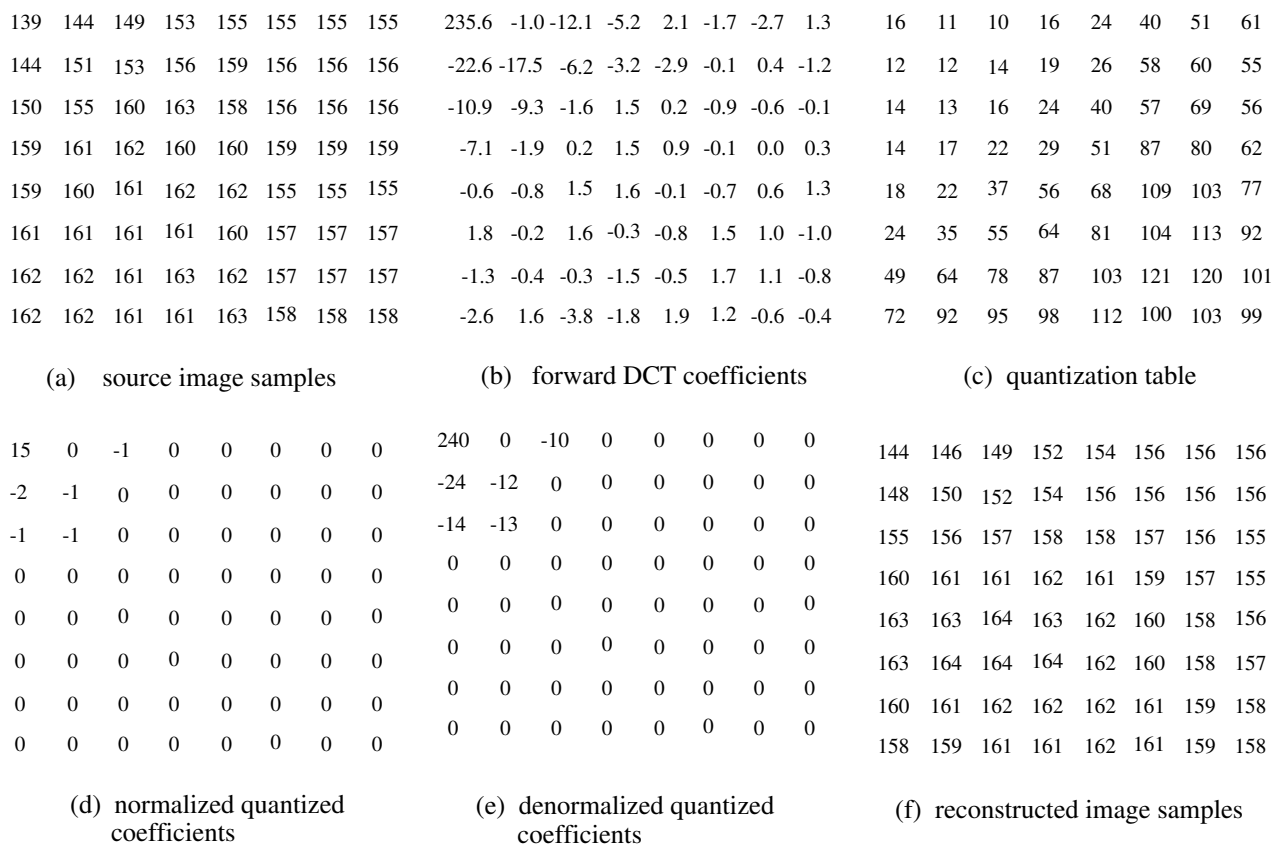 139 144 149 153 155 155 155 155
144 151 153 156 159 156 156 156
150 155 160 163 158 156 156 156
159 161 162 160 160 159 159 159
159 160 161 162 162 155 155 155
161 161 161 161 160 157 157 157
162 162 161 163 162 157 157 157
162 162 161 161 163 158 158 158
(a) source image samples
235.6 -1.0 -12.1 -5.2 2.1 -1.7 -2.7 1.3
-22.6 -17.5 -6.2 -3.2 -2.9 -0.1 0.4 -1.2
-10.9 -9.3 -1.6 1.5 0.2 -0.9 -0.6 -0.1
-7.1 -1.9 0.2 1.5 0.9 -0.1 0.0 0.3
-0.6 -0.8 1.5 1.6 -0.1 -0.7 0.6 1.3
1.8 -0.2 1.6 -0.3 -0.8 1.5 1.0 -1.0
-1.3 -0.4 -0.3 -1.5 -0.5 1.7 1.1 -0.8
-2.6 1.6 -3.8 -1.8 1.9 1.2 -0.6 -0.4
(b) forward DCT coefficients
16 11 10 16 24 40 51 61
12 12 14 19 26 58 60 55
14 13 16 24 40 57 69 56
14 17 22 29 51 87 80 62
18 22 37 56 68 109 103 77
24 35 55 64 81 104 113 92
49 64 78 87 103 121 120 101
72 92 95 98 112 100 103 99
(c) quantization table
15 0 -1 0 0 0 0 0
-2 -1 0 0 0 0 0 0
-1 -1 0 0 0 0 0 0
0 0 0 0 0 0 0 0
0 0 0 0 0 0 0 0
0 0 0 0 0 0 0 0
0 0 0 0 0 0 0 0
0 0 0 0 0 0 0 0
(d) normalized quantized
coefficients
240 0 -10 0 0 0 0 0
-24 -12 0 0 0 0 0 0
-14 -13 0 0 0 0 0 0
0 0 0 0 0 0 0 0
0 0 0 0 0 0 0 0
0 0 0 0 0 0 0 0
0 0 0 0 0 0 0 0
0 0 0 0 0 0 0 0
(e) denormalized quantized
coefficients
144 146 149 152 154 156 156 156
148 150 152 154 156 156 156 156
155 156 157 158 158 157 156 155
160 161 161 162 161 159 157 155
163 163 164 163 162 160 158 156
163 164 164 164 162 160 158 157
160 161 162 162 162 161 159 158
158 159 161 161 162 161 159 158
(f) reconstructed image samples